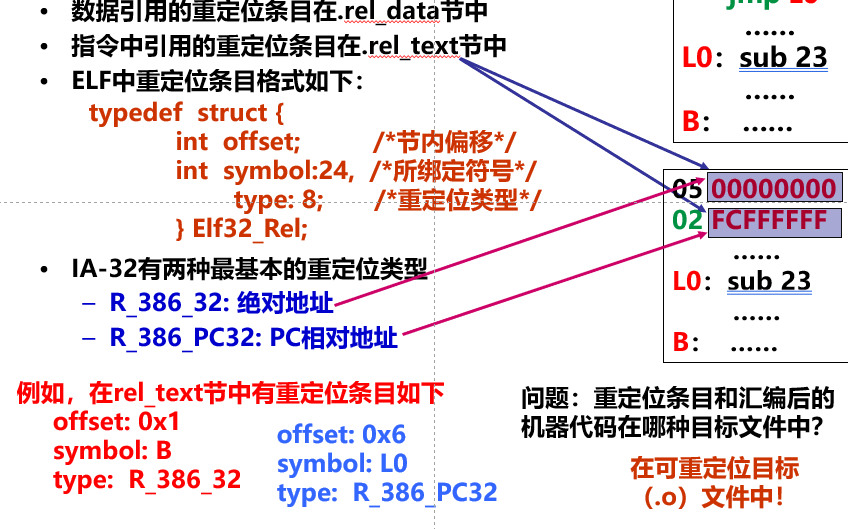 • 数据引用的重定位条目在.rel_data节中
• 指令中引用的重定位条目在.rel_text节中
• ELF中重定位条目格式如下：
typedef struct {
int offset; /*节内偏移*/
int symbol:24, /*所绑定符号*/
type: 8; /*重定位类型*/
} Elf32_Rel;
• IA-32有两种最基本的重定位类型
– R_386_32: 绝对地址
– R_386_PC32: PC相对地址
例如，在rel_text节中有重定位条目如下
offset: 0x1
symbol: B
type: R_386_32
offset: 0x6
symbol: L0
type: R_386_PC32
jmp L0
……
L0：sub 23
……
B： ……
05 00000000
02 FCFFFFFF
……
L0：sub 23
……
B： ……
问题：重定位条目和汇编后的
机器代码在哪种目标文件中？
在可重定位目标
（.o）文件中！